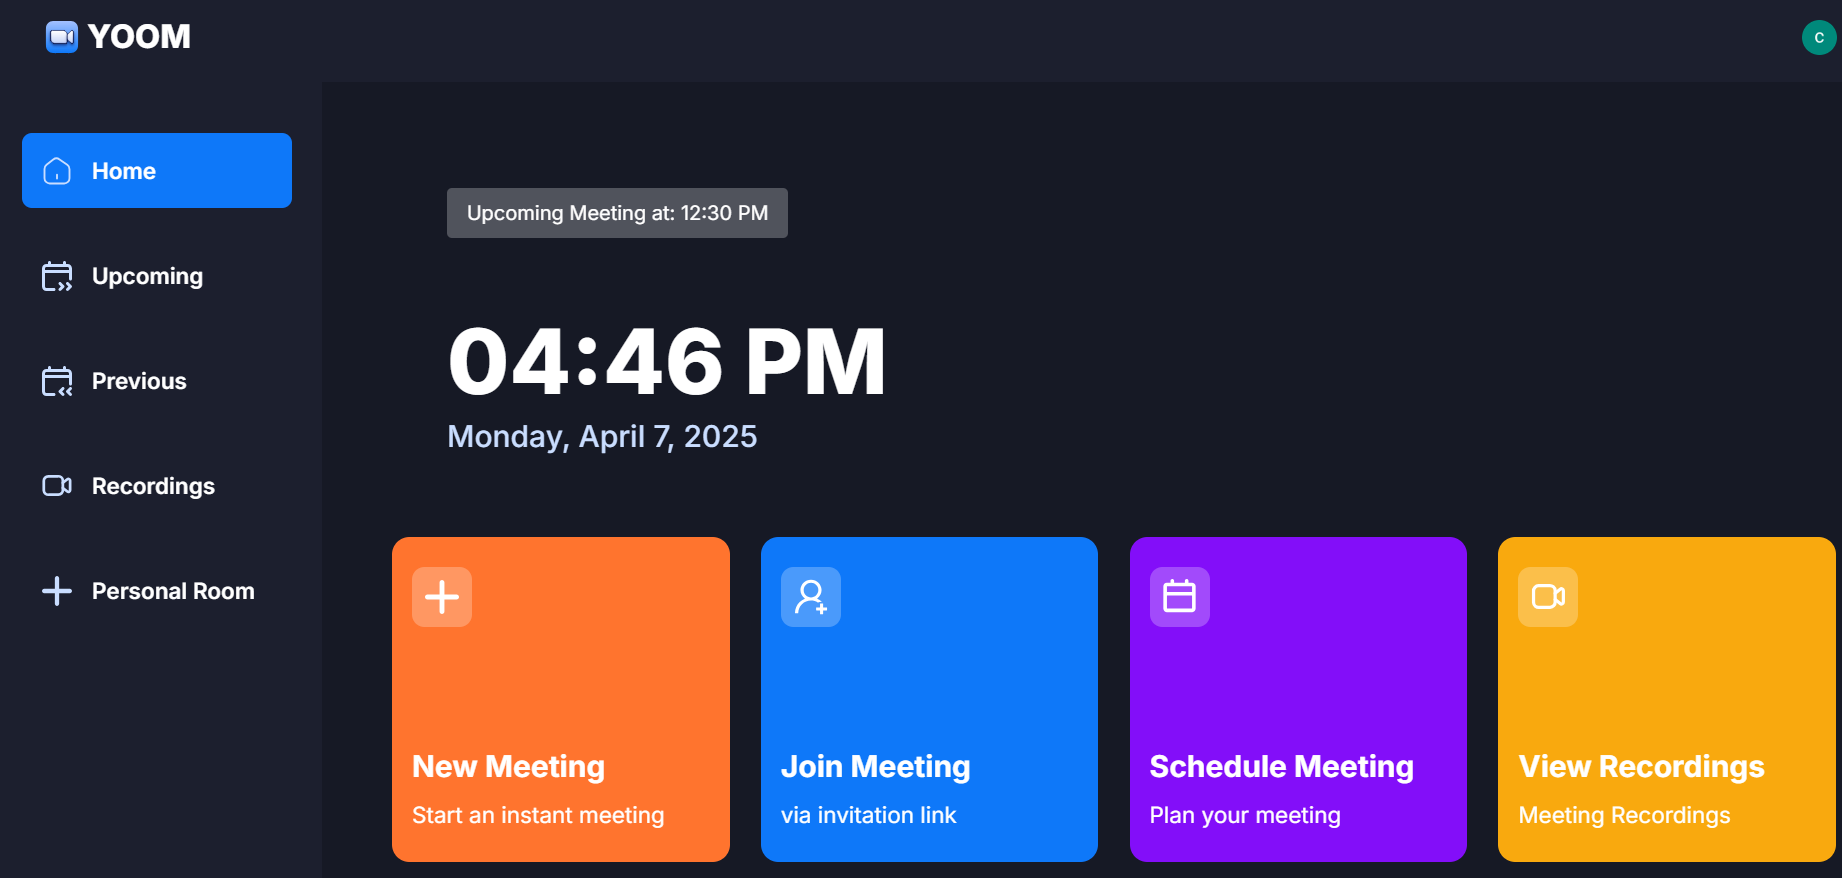 YOOM
C
Home
Upcoming
Previous
Recordings
Personal Room
Upcoming Meeting at: 12:30 PM
04:46 PM
Monday, April 7, 2025
New Meeting
Start an instant meeting
Join Meeting
via invitation link
Schedule Meeting
Plan your meeting
View Recordings
Meeting Recordings